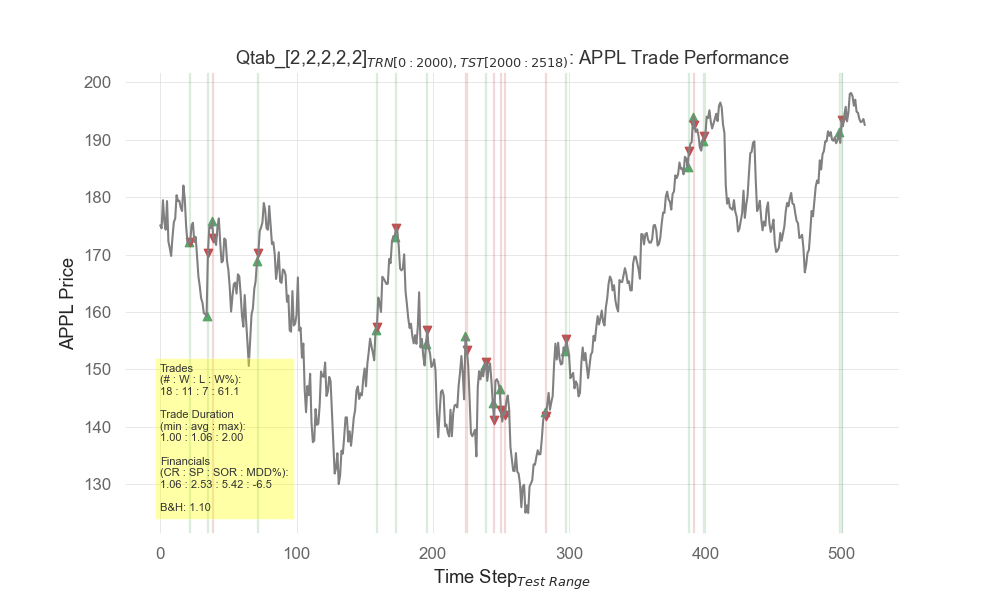 Qtab_[2,2,2,2,2]TRN[0 : 2000), TST[2000 : 2518) : APPL Trade Performance
200
190
180
170
160
150
140
130
APPL Price
Trades
(# : W : L : W%):
18 : 11 : 7 : 61.1
Trade Duration
(min : avg : max):
1.00 : 1.06 : 2.00
Financials
(CR : SP : SOR : MDD%):
1.06 : 2.53 : 5.42 : -6.5
B&H: 1.10
0 100 200 300 400 500
Time StepTest Range